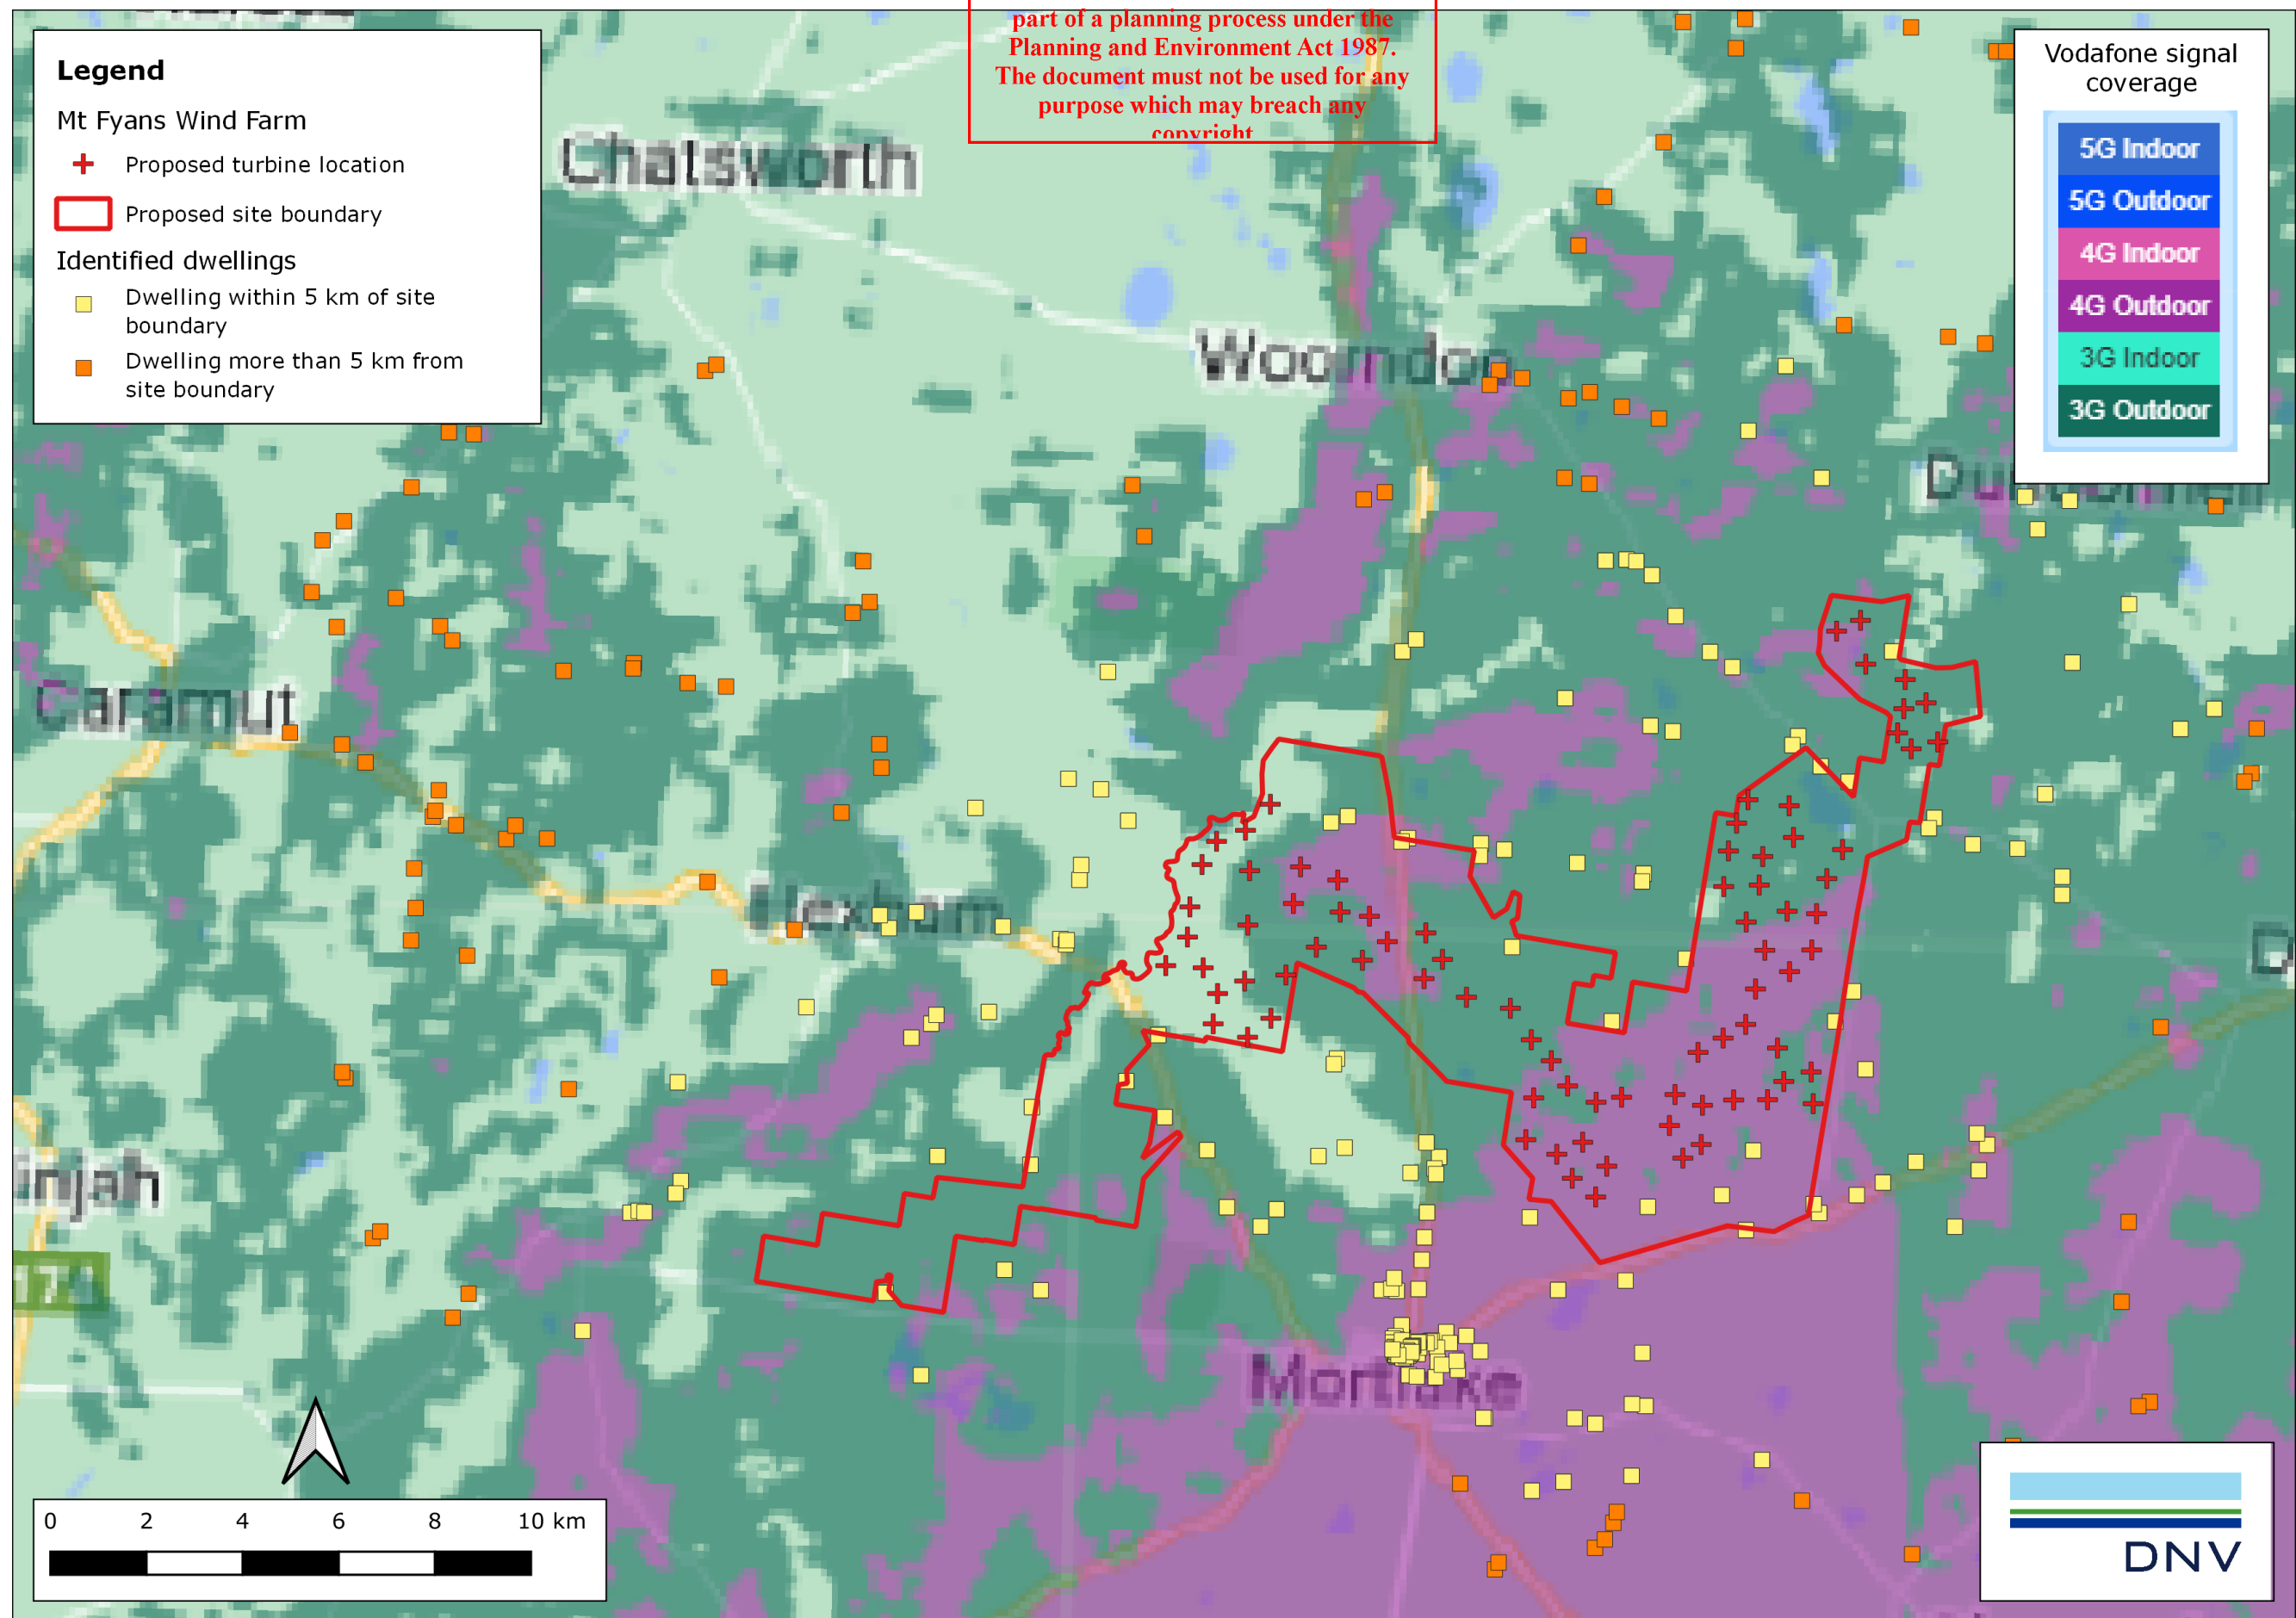 part of a planning process under the
Planning and Environment Act 1987.
The document must not be used for any
purpose which may breach any
copyright
Legend
Mt Fyans Wind Farm
Proposed turbine location
Proposed site boundary
Identified dwellings
Dwelling within 5 km of site
boundary
Dwelling more than 5 km from
site boundary
Vodafone signal
coverage
5G Indoor
5G Outdoor
4G Indoor
4G Outdoor
3G Indoor
3G Outdoor
Chatsworth
Woorndoo
Caramut
Hexham
injah
Mortlake
0 2 4 6 8 10 km
DNV